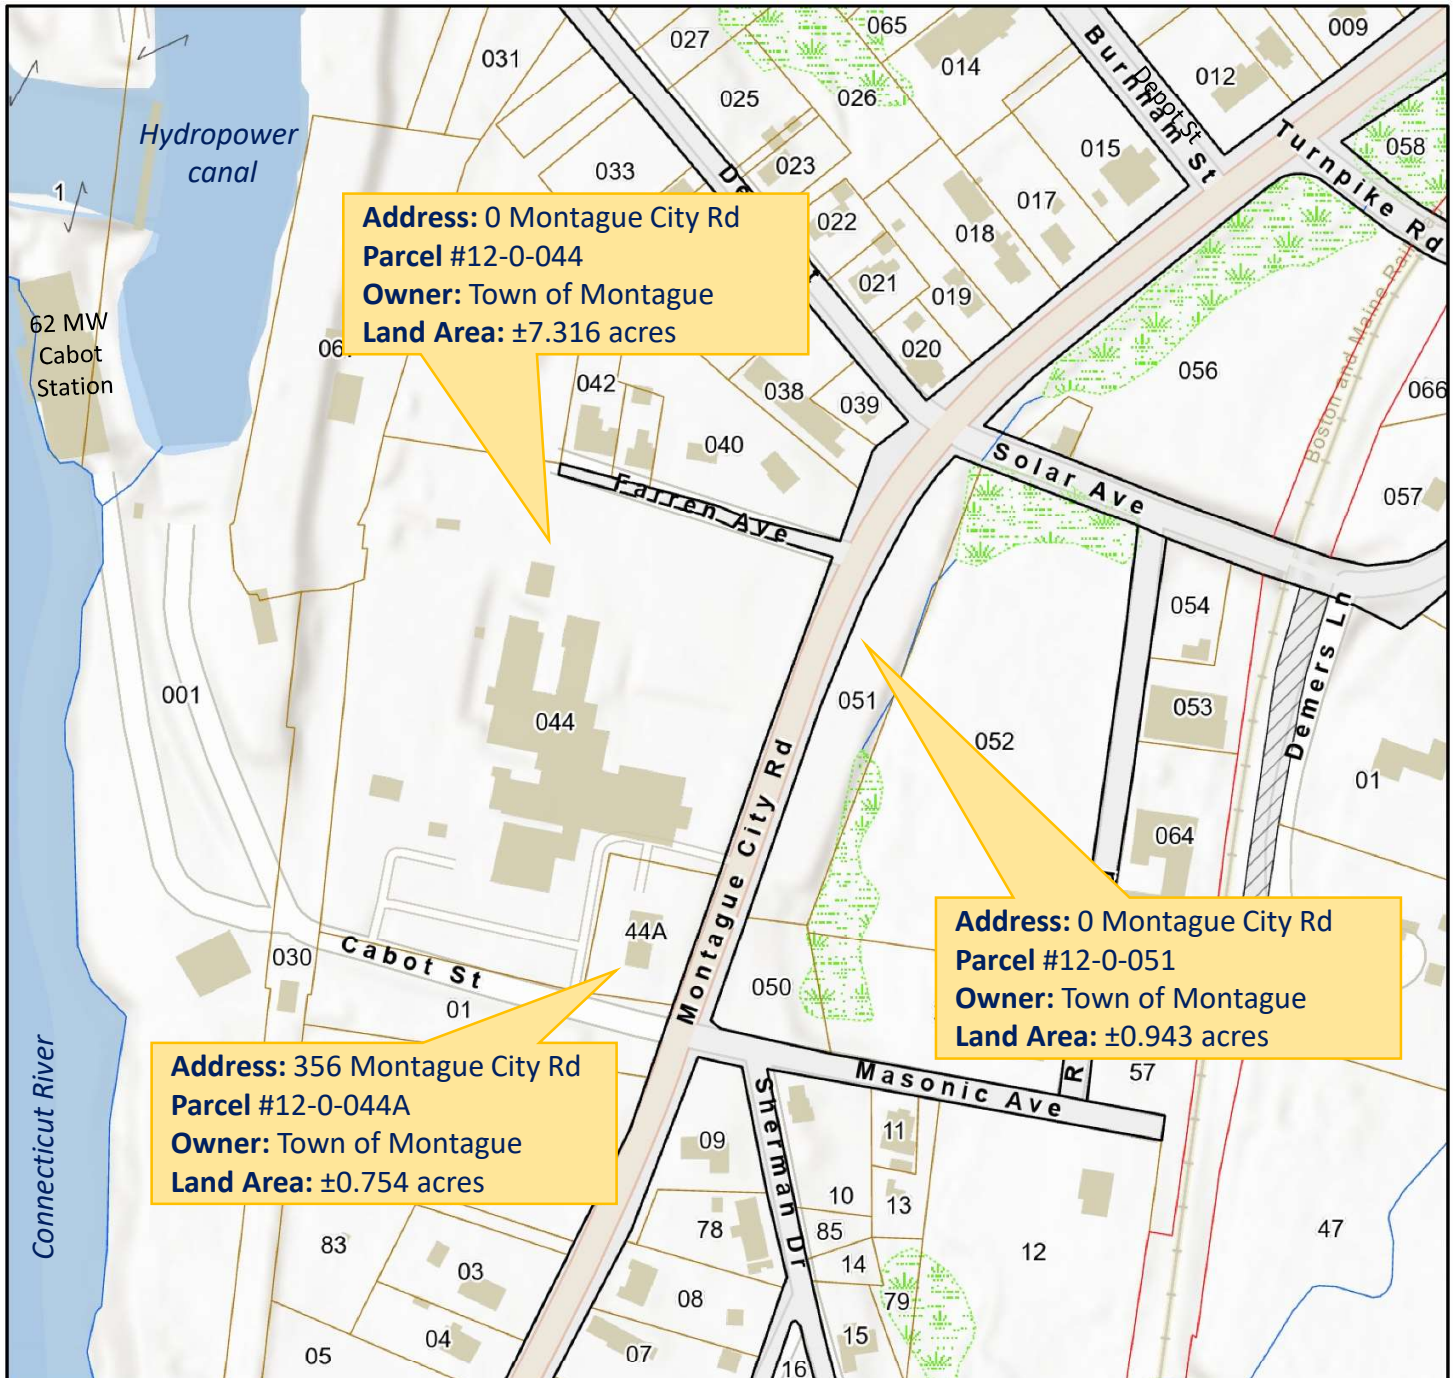 031
027
065
014
009
Burnham St
Depot St
012
025
026
Hydropower
canal
Turnpike Rd
058
015
023
033
1
017
022
018
Address: 0 Montague City Rd
Parcel #12-0-044
Owner: Town of Montague
Land Area: ±7.316 acres
021
019
Boston and Maine Rail
62 MW
Cabot
Station
020
056
042
038
039
066
040
Solar Ave
Farren Ave
057
054
Demers Ln
001
051
053
044
052
01
Montague City Rd
064
44A
Cabot St
030
050
01
Address: 0 Montague City Rd
Parcel #12-0-051
Owner: Town of Montague
Land Area: ±0.943 acres
Connecticut River
Address: 356 Montague City Rd
Parcel #12-0-044A
Owner: Town of Montague
Land Area: ±0.754 acres
Masonic Ave
R
57
Sherman Dr
09
11
10
13
78
85
12
47
83
14
03
08
79
04
15
05
07
16